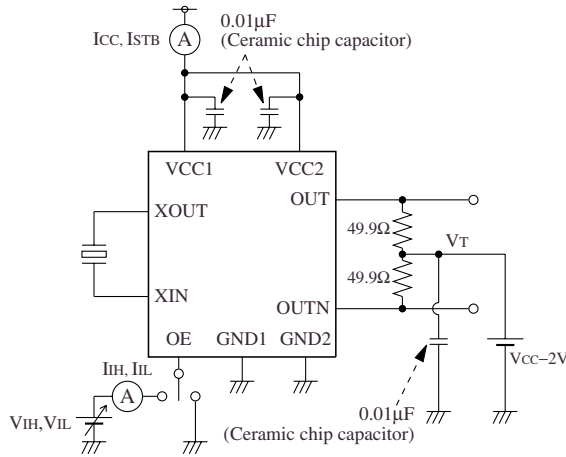 0.01µF
(Ceramic chip capacitor)
ICC, ISTB
A
VCC1
VCC2
XOUT
OUT
49.9Ω
VT
49.9Ω
XIN
OUTN
OE
GND1
GND2
IIH, IIL
A
VIH,VIL
VCC−2V
0.01µF
(Ceramic chip capacitor)